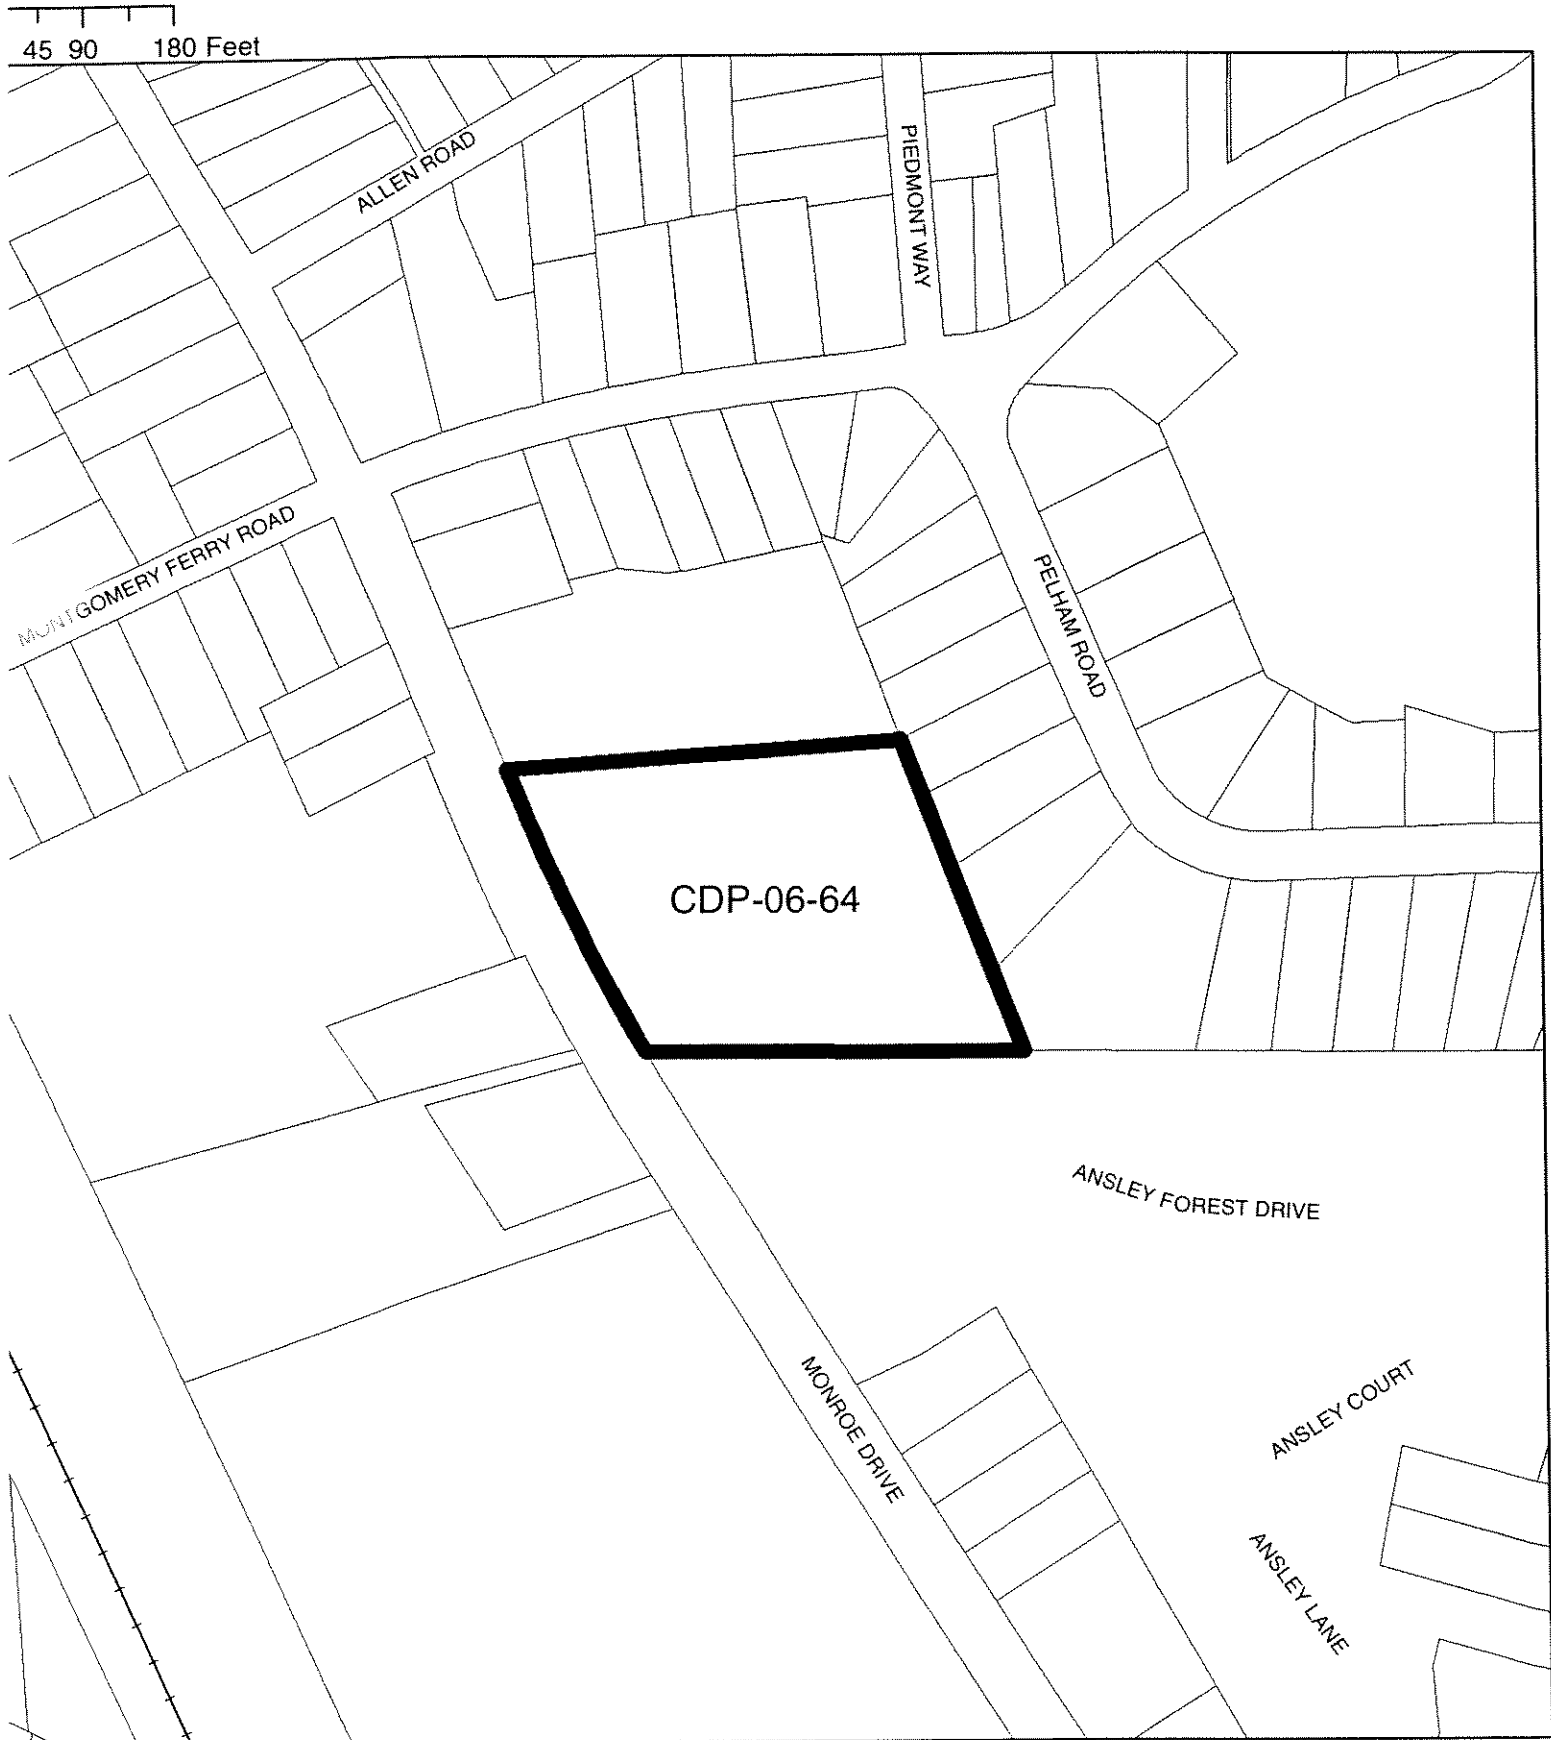 45 90 180 Feet
ALLEN ROAD
PIEDMONT WAY
MONTGOMERY FERRY ROAD
PELHAM ROAD
CDP-06-64
ANSLEY FOREST DRIVE
MONROE DRIVE
ANSLEY COURT
ANSLEY LANE